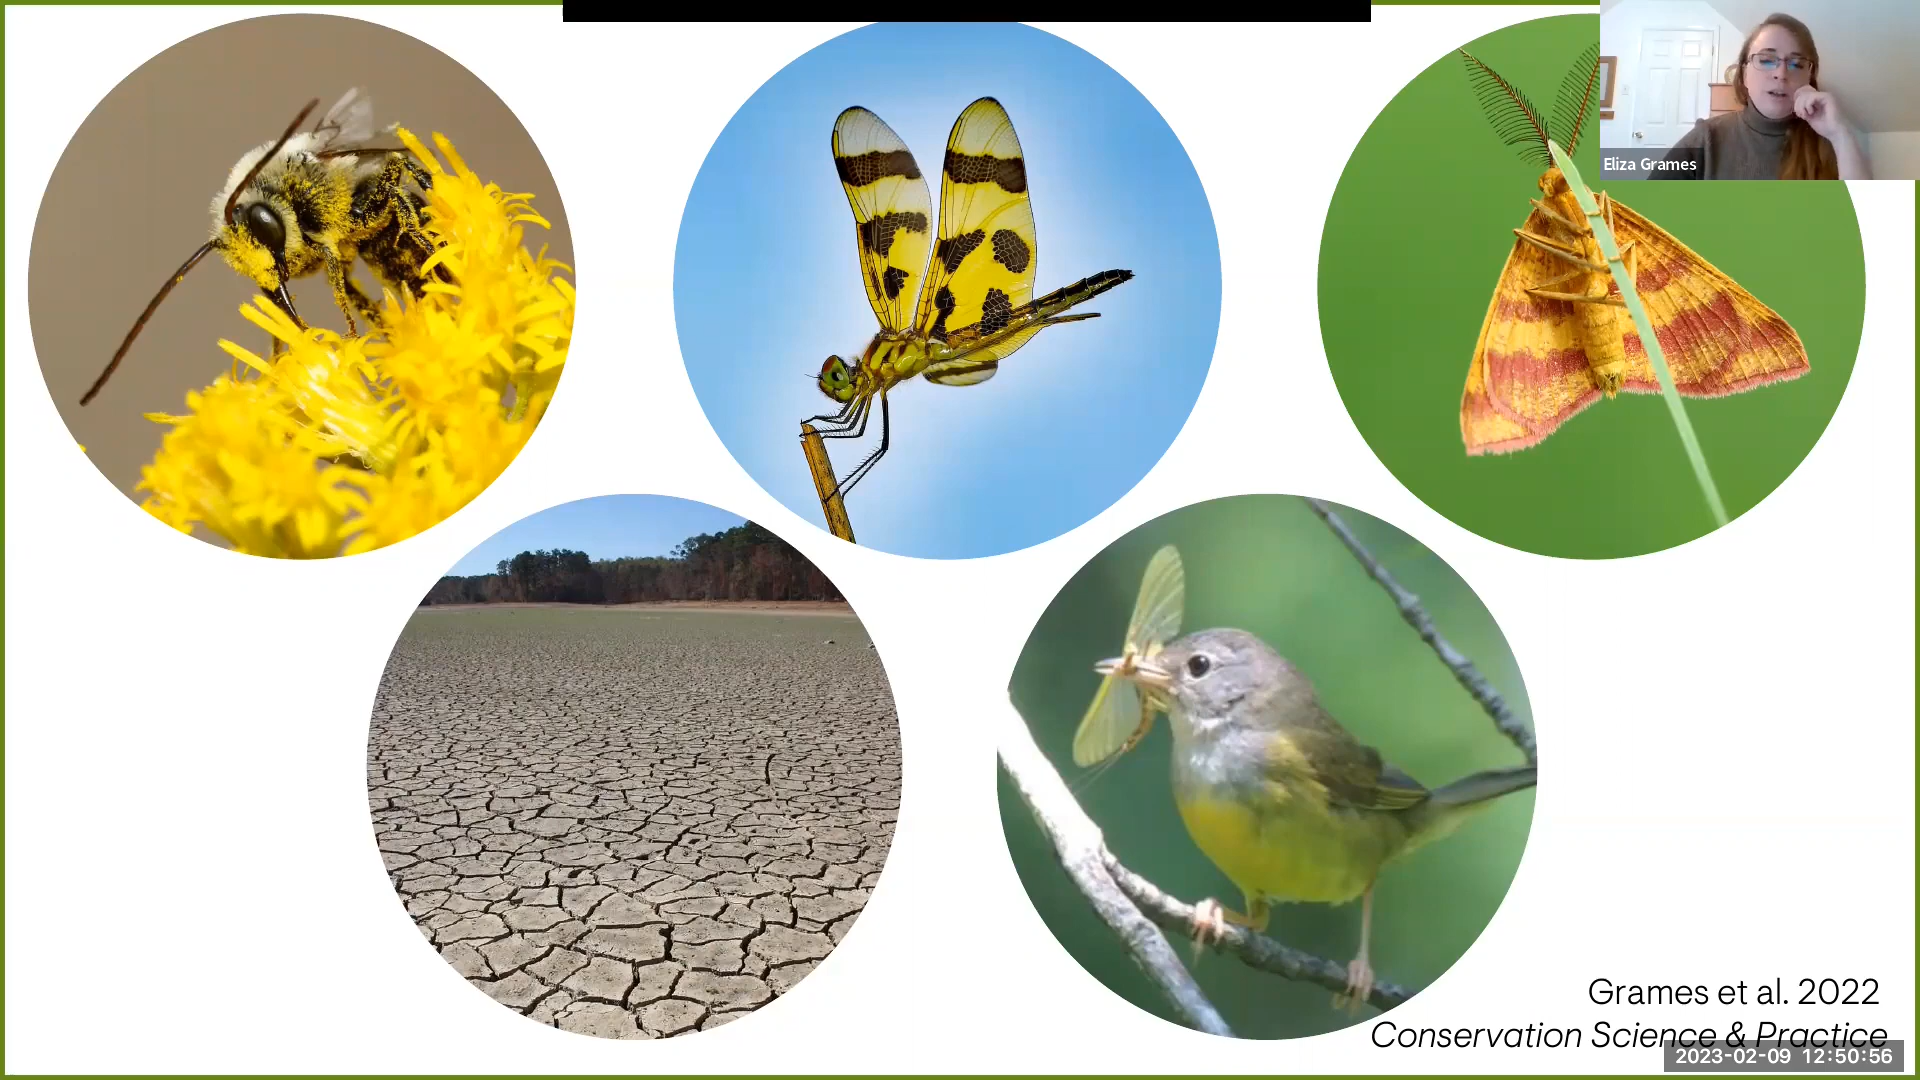 Eliza Grames
Grames et al. 2022
Conservation Science & Practice
2023-02-09 12:50:56